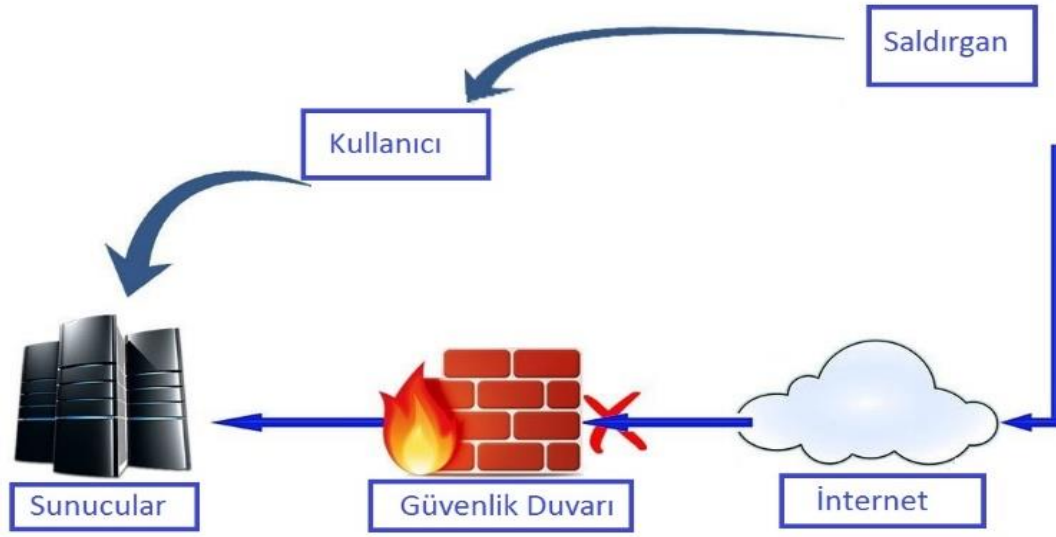 Saldırgan
Kullanıcı
Sunucular
Güvenlik Duvarı
İnternet